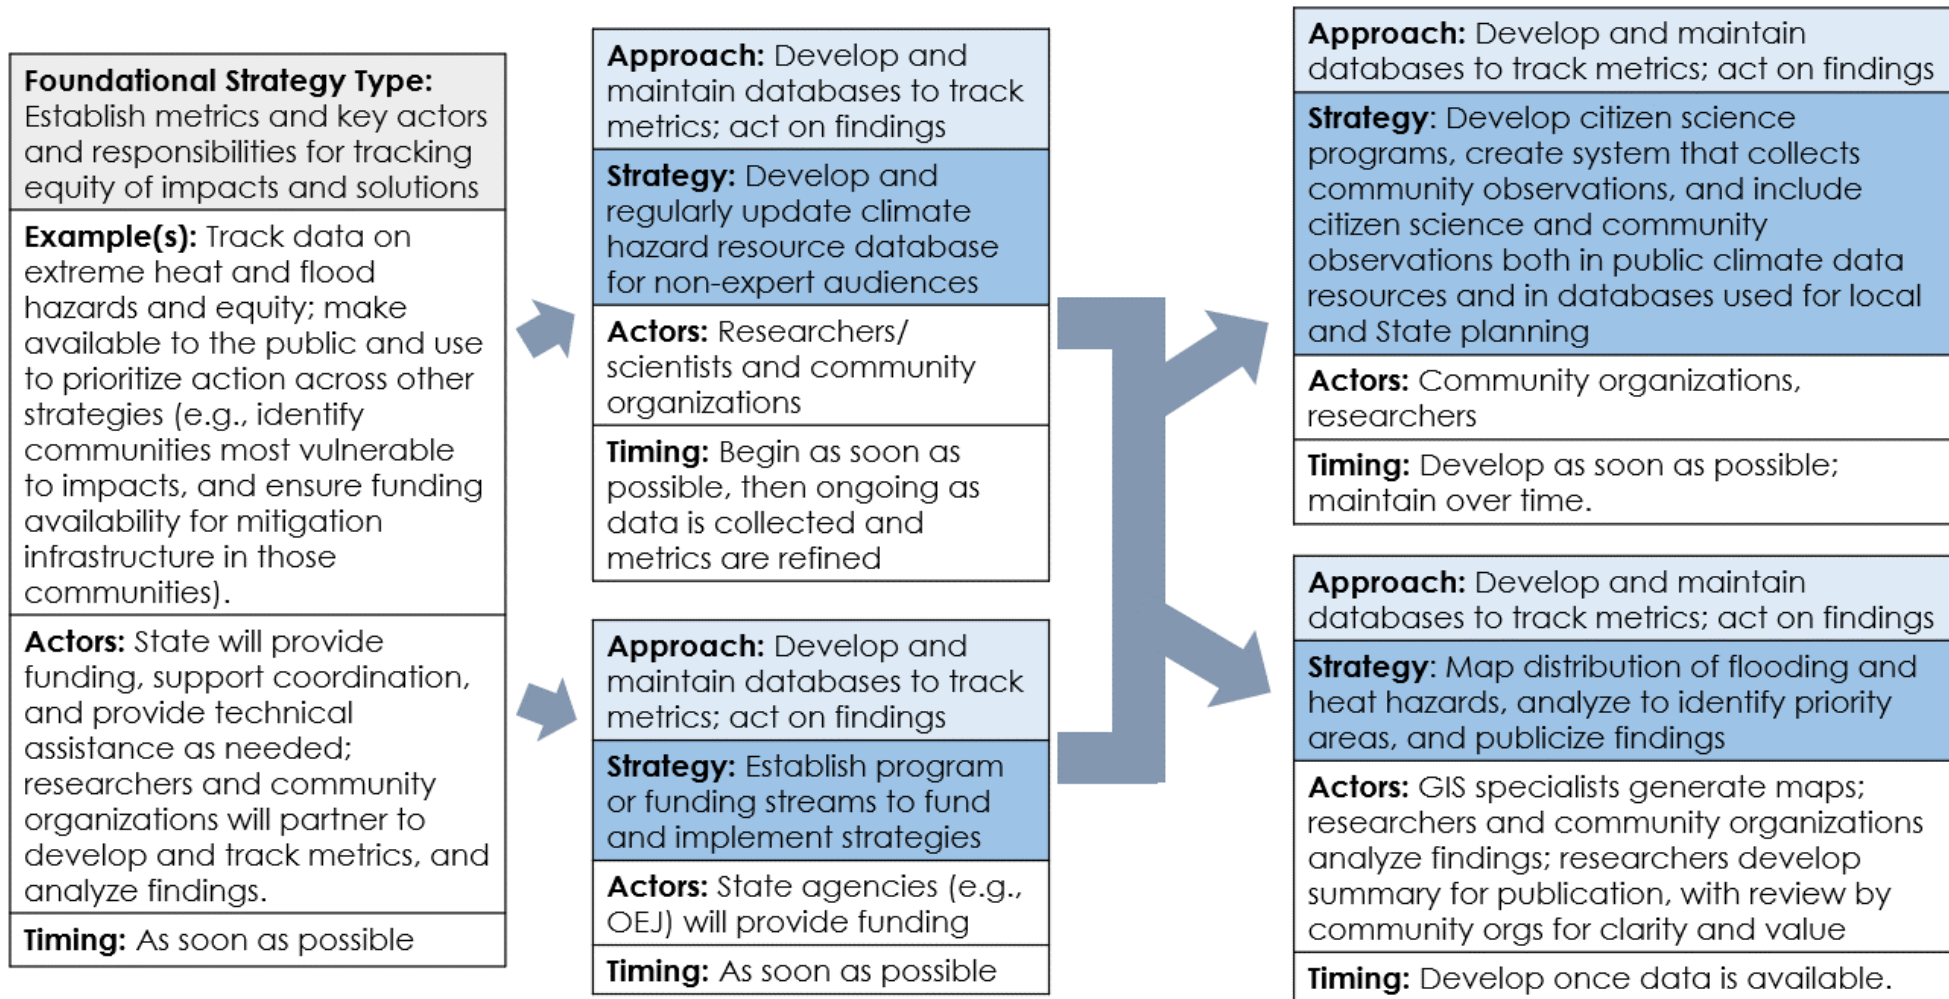 Foundational Strategy Type:
Establish metrics and key actors
and responsibilities for tracking
equity of impacts and solutions
Example(s): Track data on
extreme heat and flood
hazards and equity; make
available to the public and use
to prioritize action across other
strategies (e.g., identify
communities most vulnerable
to impacts, and ensure funding
availability for mitigation
infrastructure in those
communities).
Actors: State will provide
funding, support coordination,
and provide technical
assistance as needed;
researchers and community
organizations will partner to
develop and track metrics, and
analyze findings.
Timing: As soon as possible
Approach: Develop and
maintain databases to track
metrics; act on findings
Strategy: Develop and
regularly update climate
hazard resource database
for non-expert audiences
Actors: Researchers/
scientists and community
organizations
Timing: Begin as soon as
possible, then ongoing as
data is collected and
metrics are refined
Approach: Develop and
maintain databases to track
metrics; act on findings
Strategy: Establish program
or funding streams to fund
and implement strategies
Actors: State agencies (e.g.,
OEJ) will provide funding
Timing: As soon as possible
Approach: Develop and maintain
databases to track metrics; act on findings
Strategy: Develop citizen science
programs, create system that collects
community observations, and include
citizen science and community
observations both in public climate data
resources and in databases used for local
and State planning
Actors: Community organizations,
researchers
Timing: Develop as soon as possible;
maintain over time.
Approach: Develop and maintain
databases to track metrics; act on findings
Strategy: Map distribution of flooding and
heat hazards, analyze to identify priority
areas, and publicize findings
Actors: GIS specialists generate maps;
researchers and community organizations
analyze findings; researchers develop
summary for publication, with review by
community orgs for clarity and value
Timing: Develop once data is available.